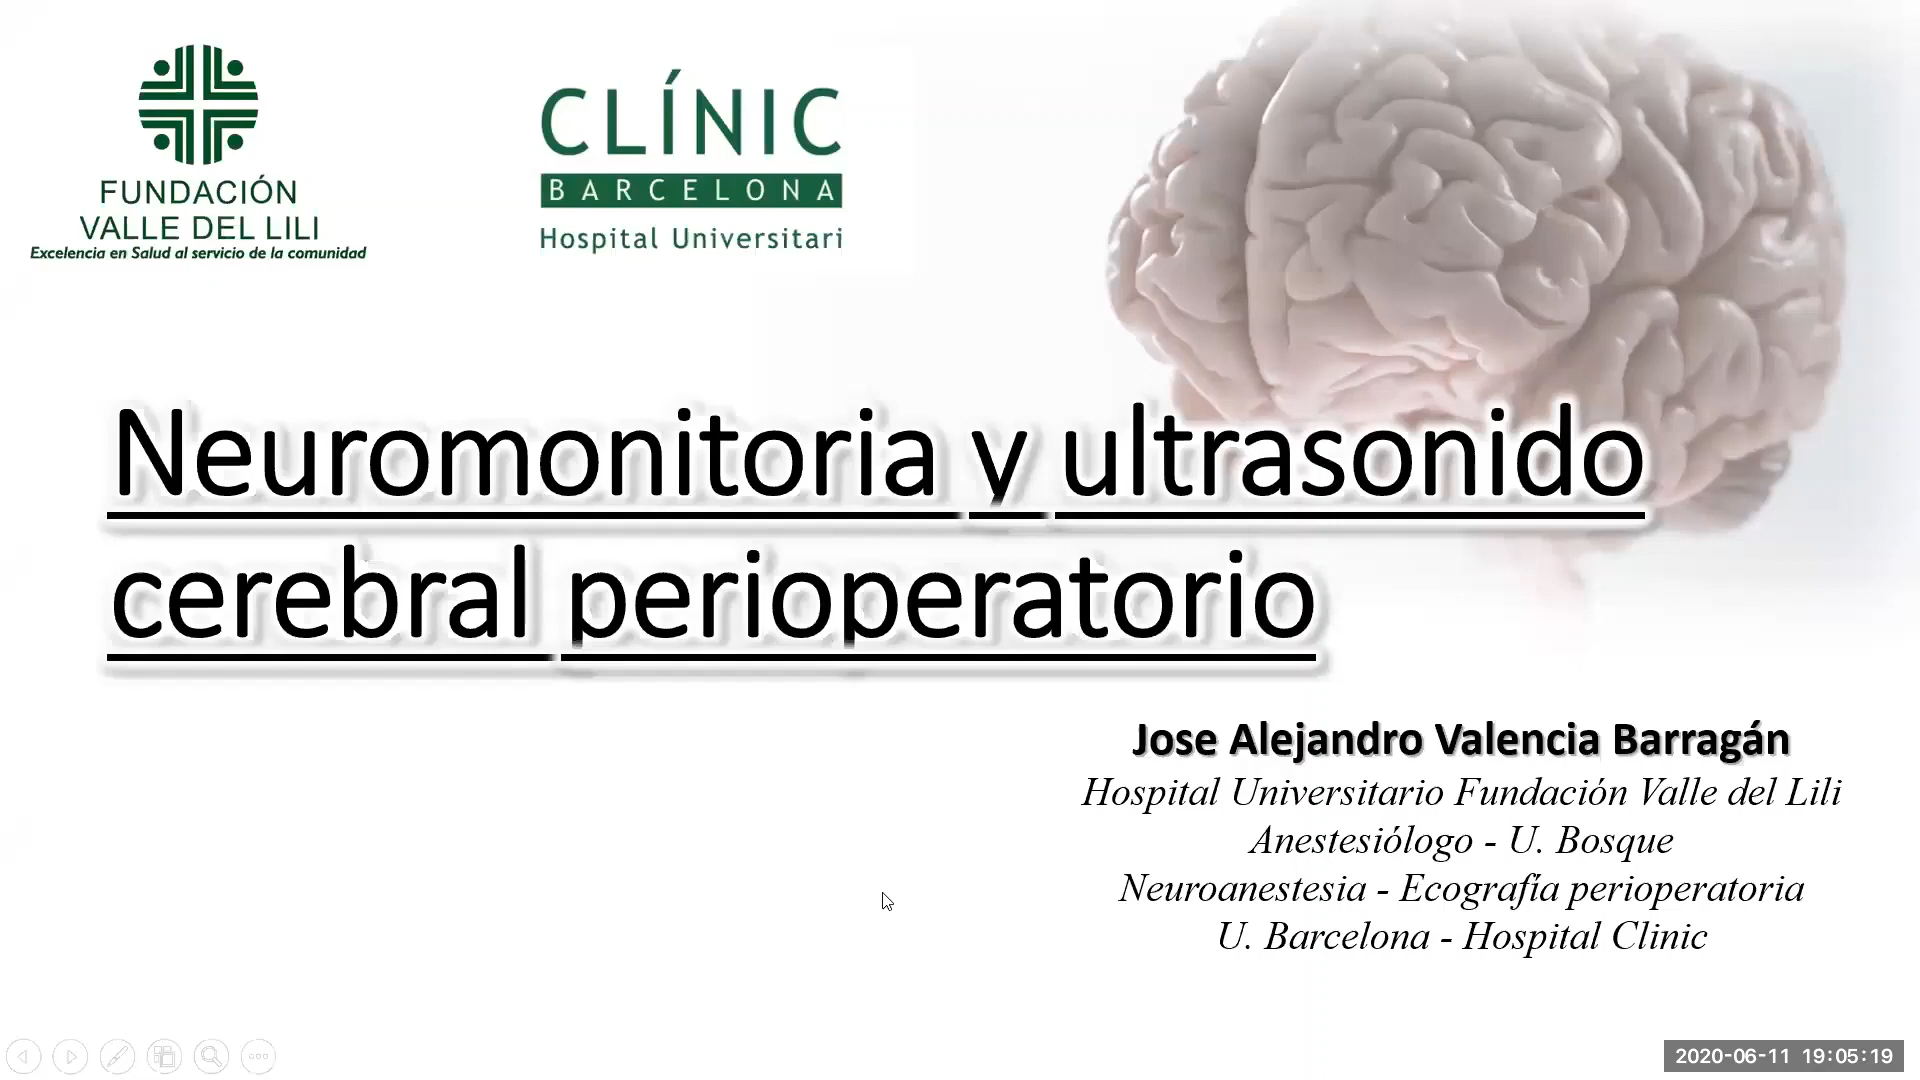 FUNDACIÓN
VALLE DEL LILI
Excelencia en Salud al servicio de la comunidad
CLÍNIC
BARCELONA
Hospital Universitari
Neuromonitoria y ultrasonido
cerebral perioperatorio
Jose Alejandro Valencia Barragán
Hospital Universitario Fundación Valle del Lili
Anestesiólogo - U. Bosque
Neuroanestesia - Ecografía perioperatoria
U. Barcelona - Hospital Clinic
2020-06-11 19:05:19